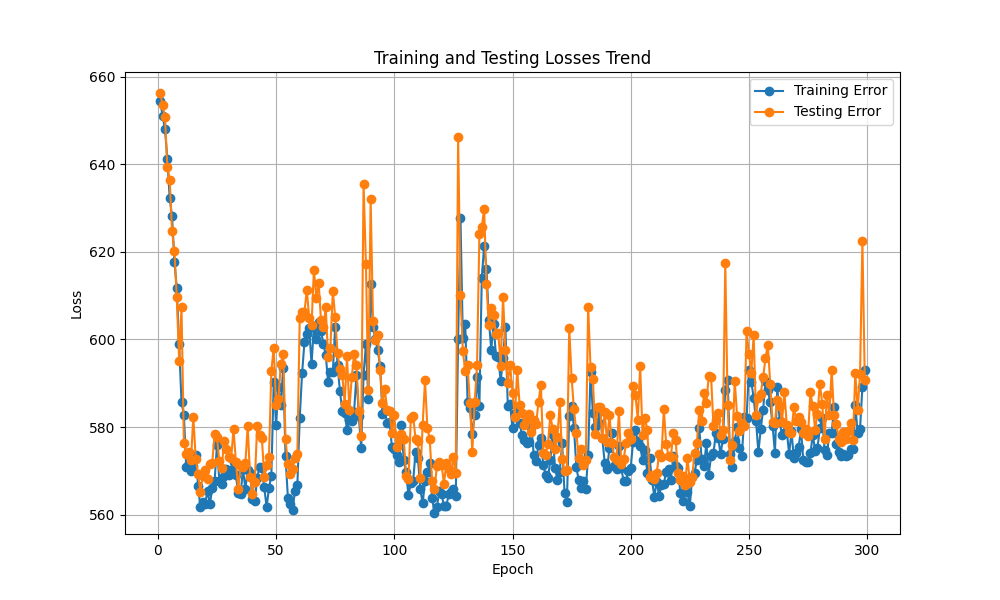 Training and Testing Losses Trend
660
640
620
600
580
560
0
50
100
150
200
250
300
Loss
Epoch
Training Error
Testing Error